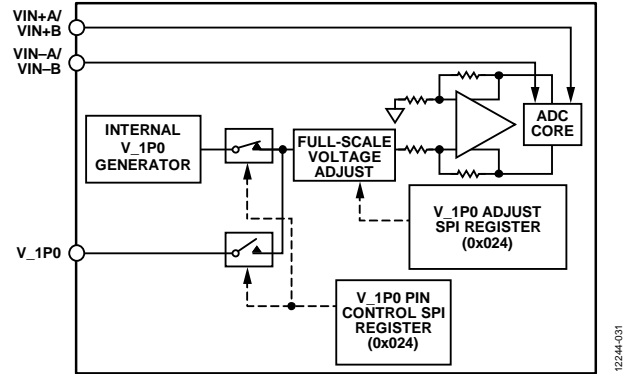 VIN+A/
VIN+B
VIN–A/
VIN–B
INTERNAL
V_1P0
GENERATOR
FULL-SCALE
VOLTAGE
ADJUST
ADC
CORE
V_1P0 ADJUST
SPI REGISTER
(0x024)
V_1P0
V_1P0 PIN
CONTROL SPI
REGISTER
(0x024)
12244-031